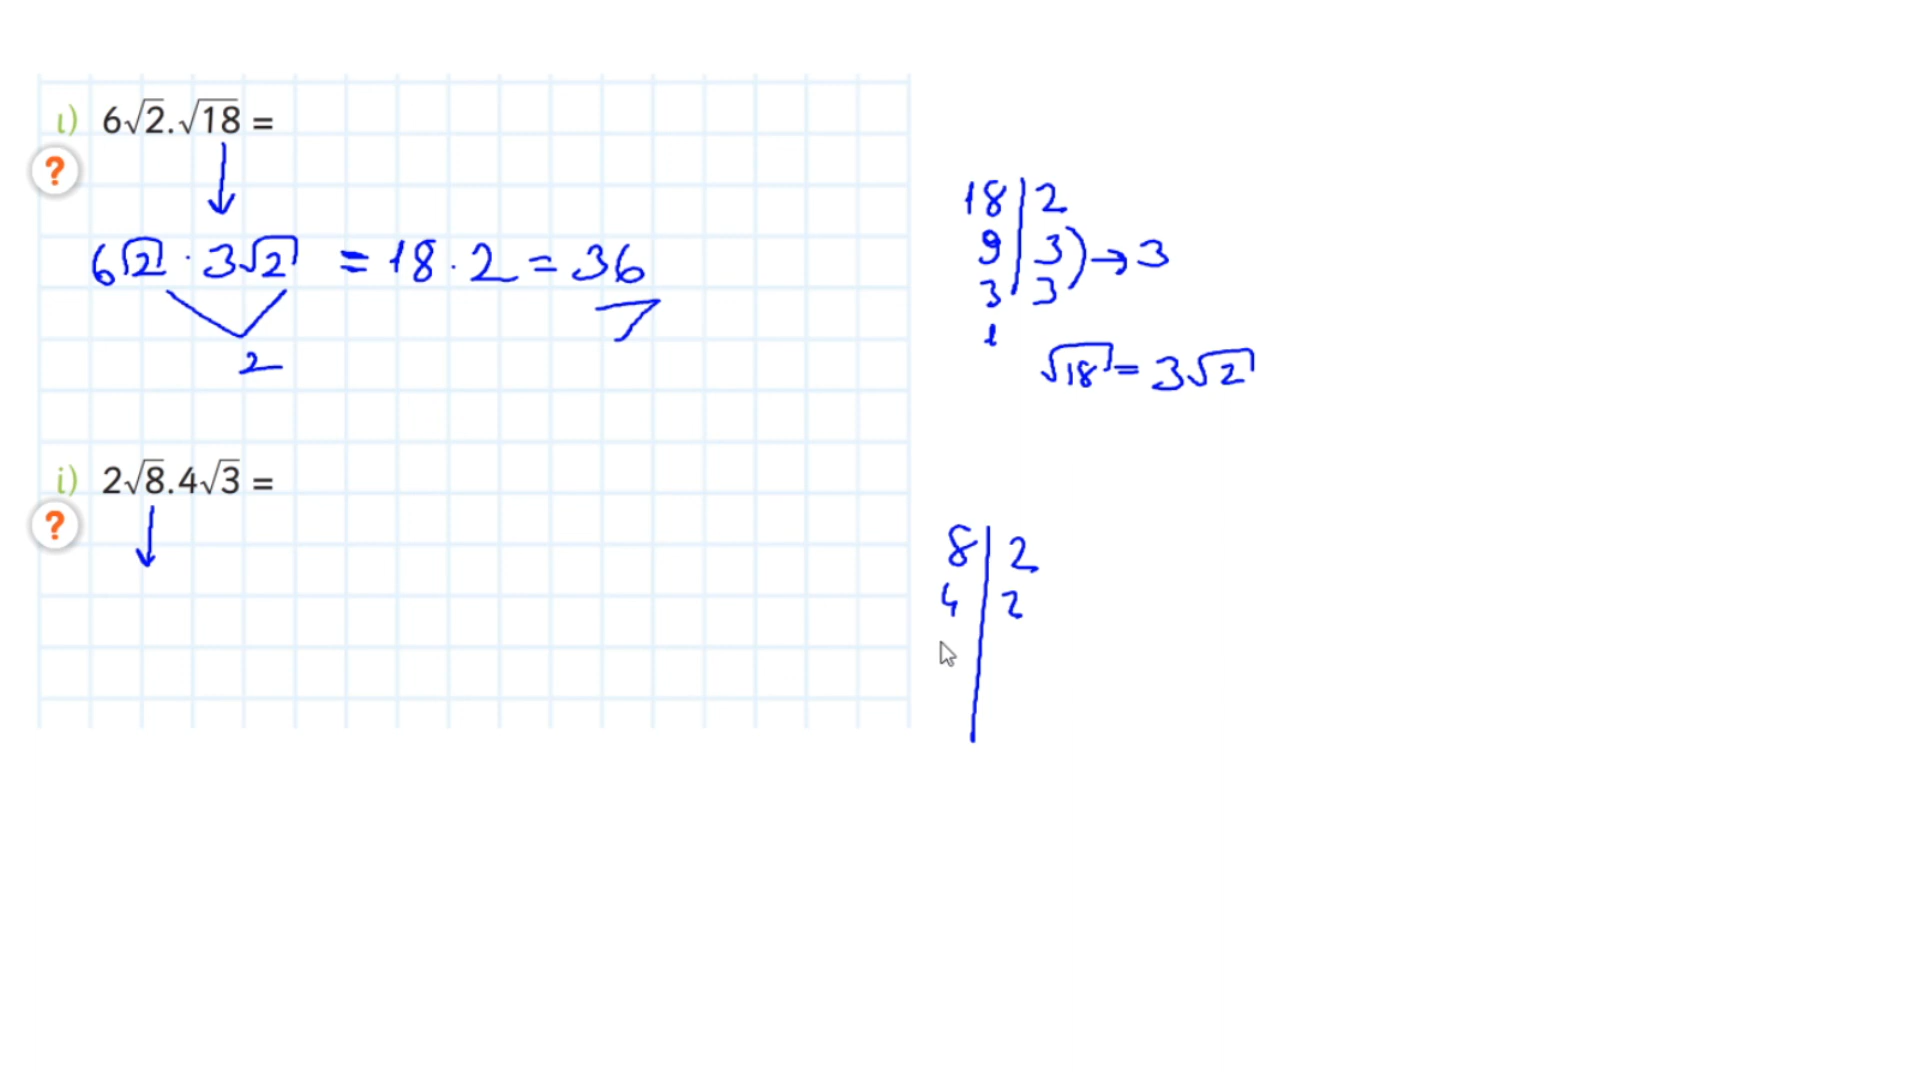 ı) 6√2.√18 =
?
6√2 · 3√2 = 18 . 2 = 36
2
18 | 2
9 | 3
3 | 3
) → 3
1
√18 = 3√2
i) 2√8.4√3 =
?
8 | 2
4 | 2